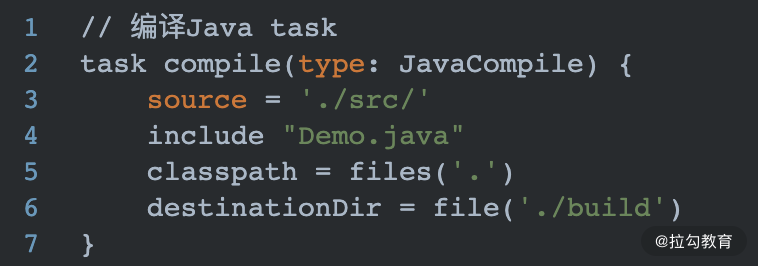 1 // 编译Java task
2 task compile(type: JavaCompile) {
3     source = './src/'
4     include "Demo.java"
5     classpath = files('.')
6     destinationDir = file('./build')
7 }
@拉勾教育